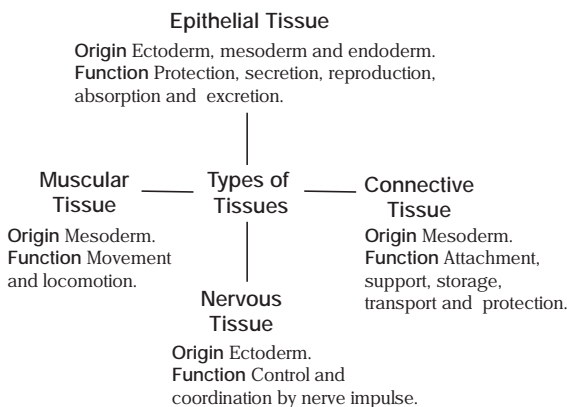 Epithelial Tissue
Origin Ectoderm, mesoderm and endoderm.
Function Protection, secretion, reproduction,
absorption and excretion.
Muscular
Tissue
Origin Mesoderm.
Function Movement
and locomotion.
Types of
Tissues
Connective
Tissue
Origin Mesoderm.
Function Attachment,
support, storage,
transport and protection.
Nervous
Tissue
Origin Ectoderm.
Function Control and
coordination by nerve impulse.